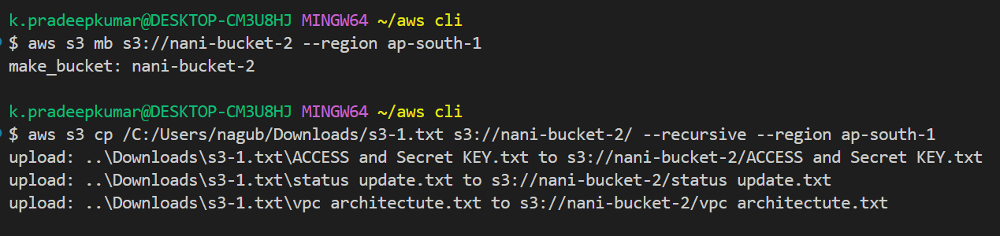 k.pradeepkumar@DESKTOP-CM3U8HJ MINGW64 ~/aws cli
$ aws s3 mb s3://nani-bucket-2 --region ap-south-1
make_bucket: nani-bucket-2
k.pradeepkumar@DESKTOP-CM3U8HJ MINGW64 ~/aws cli
$ aws s3 cp /C:/Users/nagub/Downloads/s3-1.txt s3://nani-bucket-2/ --recursive --region ap-south-1
upload: ..\Downloads\s3-1.txt\ACCESS and Secret KEY.txt to s3://nani-bucket-2/ACCESS and Secret KEY.txt
upload: ..\Downloads\s3-1.txt\status update.txt to s3://nani-bucket-2/status update.txt
upload: ..\Downloads\s3-1.txt\vpc architectute.txt to s3://nani-bucket-2/vpc architectute.txt